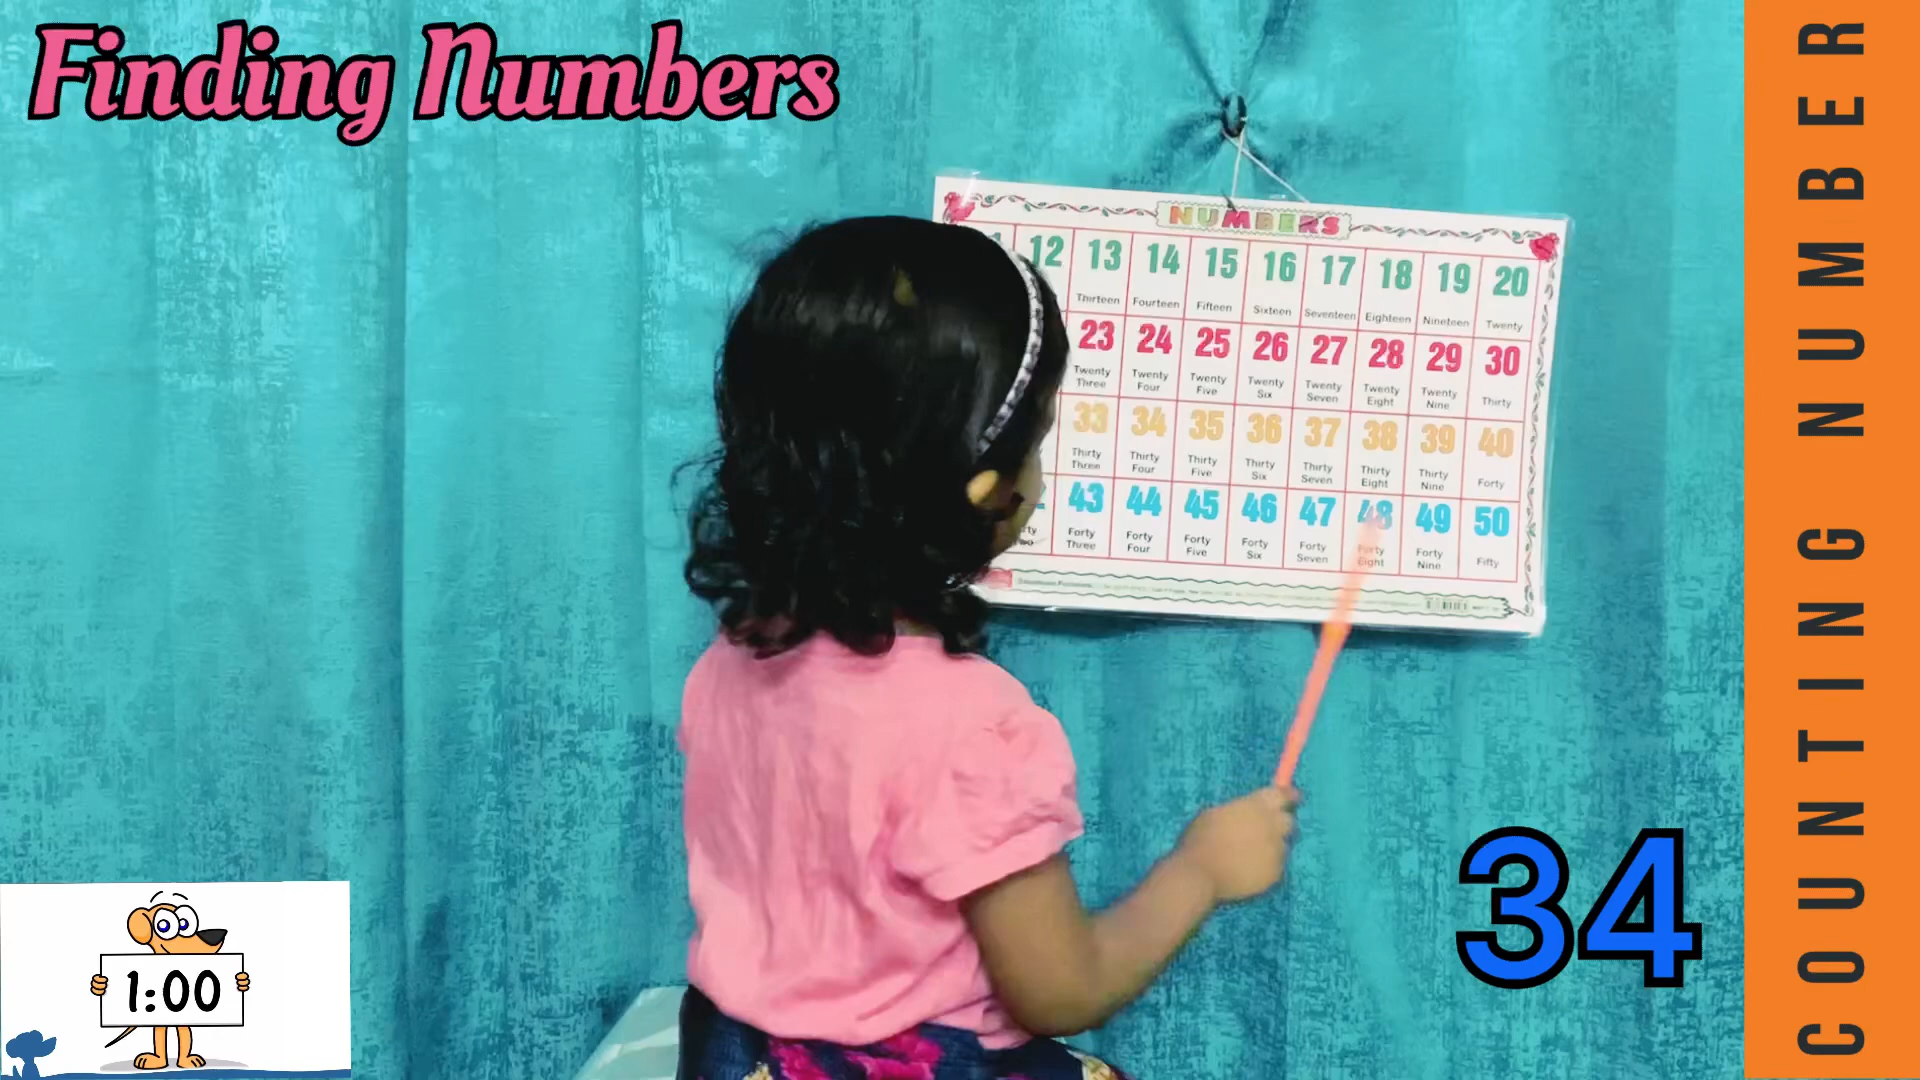 Finding Numbers
NUMBERS
12 13 14 15 16 17 18 19 20
Thirteen Fourteen Fifteen Sixteen Seventeen Eighteen Nineteen Twenty
23 24 25 26 27 28 29 30
Twenty Three Twenty Four Twenty Five Twenty Six Twenty Seven Twenty Eight Twenty Nine Thirty
33 34 35 36 37 38 39 40
Thirty Three Thirty Four Thirty Five Thirty Six Thirty Seven Thirty Eight Thirty Nine Forty
43 44 45 46 47 48 49 50
Forty Three Forty Four Forty Five Forty Six Forty Seven Forty Eight Forty Nine Fifty
34
1:00
COUNTING NUMBER